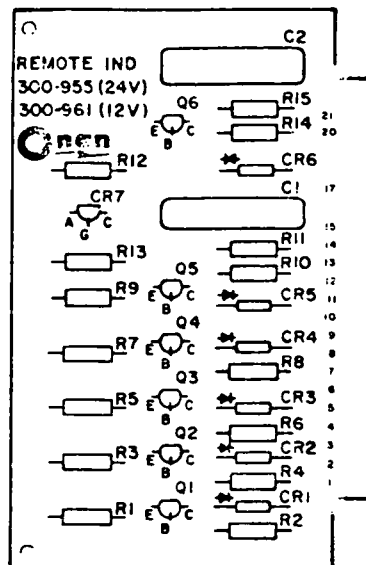 C2
REMOTE IND
300-955 (24V)
300-961 (12V)
Q6
R15
E C
B
R14
21
20
Onan
R12
CR6
CR7
C1
17
A C
G
15
R11
14
R13
R10
13
12
Q5
R9
E C
B
CR5
11
10
Q4
9
R7
E C
B
CR4
8
R8
7
Q3
6
R5
E C
B
CR3
5
R6
4
Q2
3
R3
E C
B
CR2
2
R4
1
Q1
R1
E C
B
CR1
R2